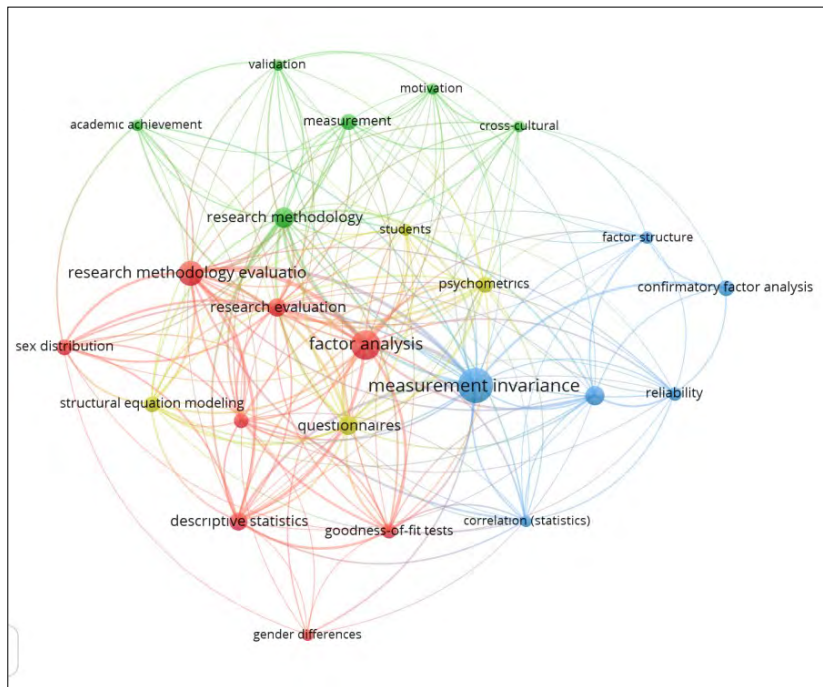 validation
motivation
academic achievement
measurement
cross-cultural
research methodology
students
factor structure
research methodology evaluatio
psychometrics
confirmatory factor analysis
research evaluation
sex distribution
factor analysis
measurement invariance
structural equation modeling
reliability
questionnaires
descriptive statistics
goodness-of-fit tests
correlation (statistics)
gender differences